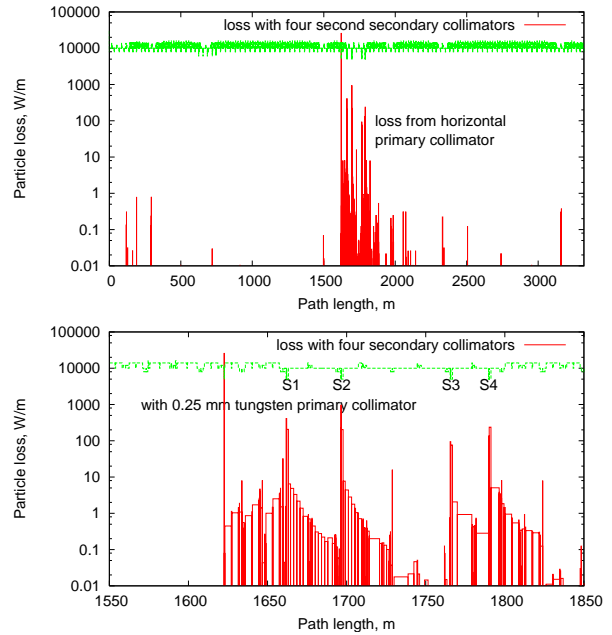 loss with four second secondary collimators
100000
10000
1000
100
10
1
0.1
0.01
Particle loss, W/m
loss from horizontal
primary collimator
0 500 1000 1500 2000 2500 3000
Path length, m
loss with four secondary collimators
100000
10000
1000
100
10
1
0.1
0.01
Particle loss, W/m
S1 S2 S3 S4
with 0.25 mm tungsten primary collimator
1550 1600 1650 1700 1750 1800 1850
Path length, m